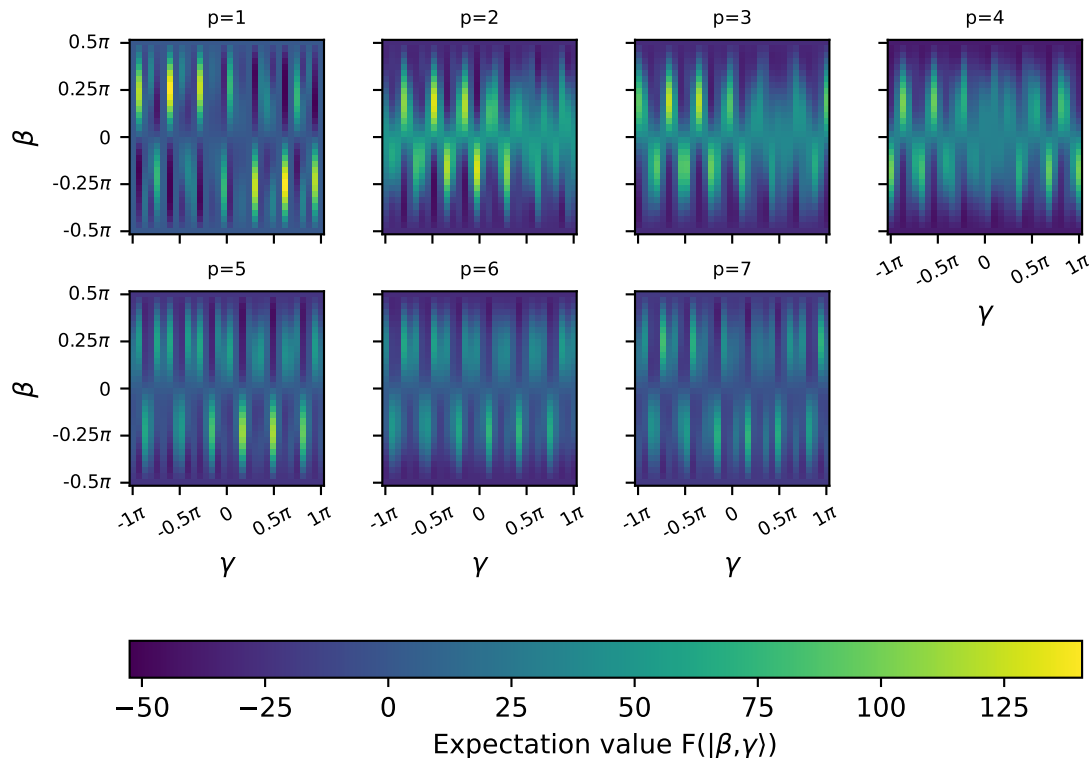 p=1 p=2 p=3 p=4
0.5π
0.25π
0
-0.25π
-0.5π
β
-1π -0.5π 0 0.5π 1π
γ
p=5 p=6 p=7
0.5π
0.25π
0
-0.25π
-0.5π
β
-1π -0.5π 0 0.5π 1π -1π -0.5π 0 0.5π 1π -1π -0.5π 0 0.5π 1π
γ γ γ
−50 −25 0 25 50 75 100 125
Expectation value F(|β,γ⟩)